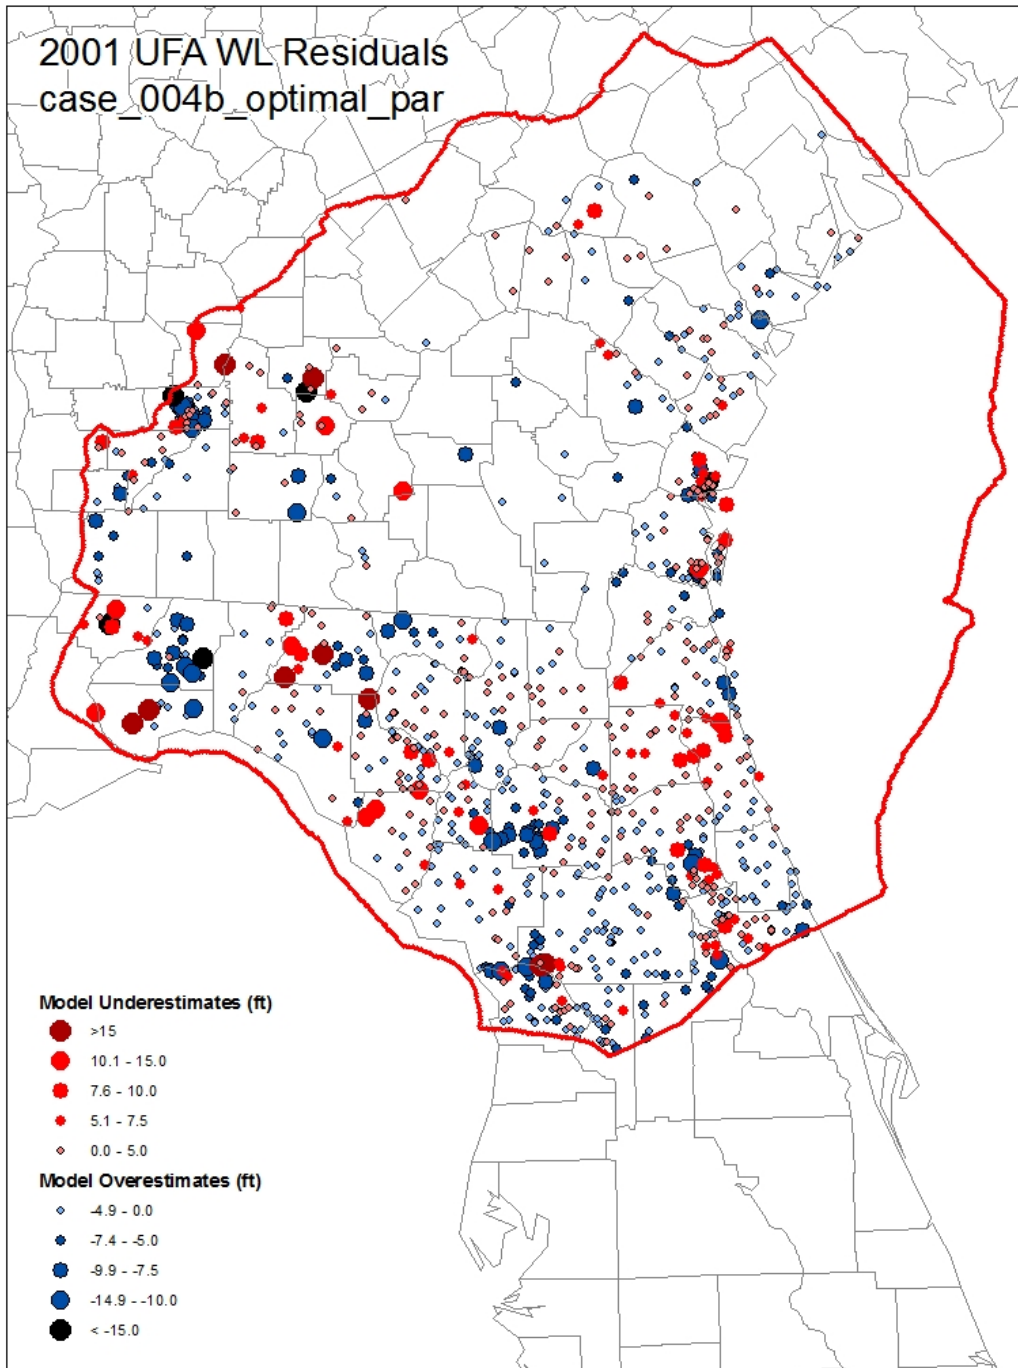 2001 UFA WL Residuals
case_004b_optimal_par
Model Underestimates (ft)
>15
10.1 - 15.0
7.6 - 10.0
5.1 - 7.5
0.0 - 5.0
Model Overestimates (ft)
-4.9 - 0.0
-7.4 - -5.0
-9.9 - -7.5
-14.9 - -10.0
< -15.0